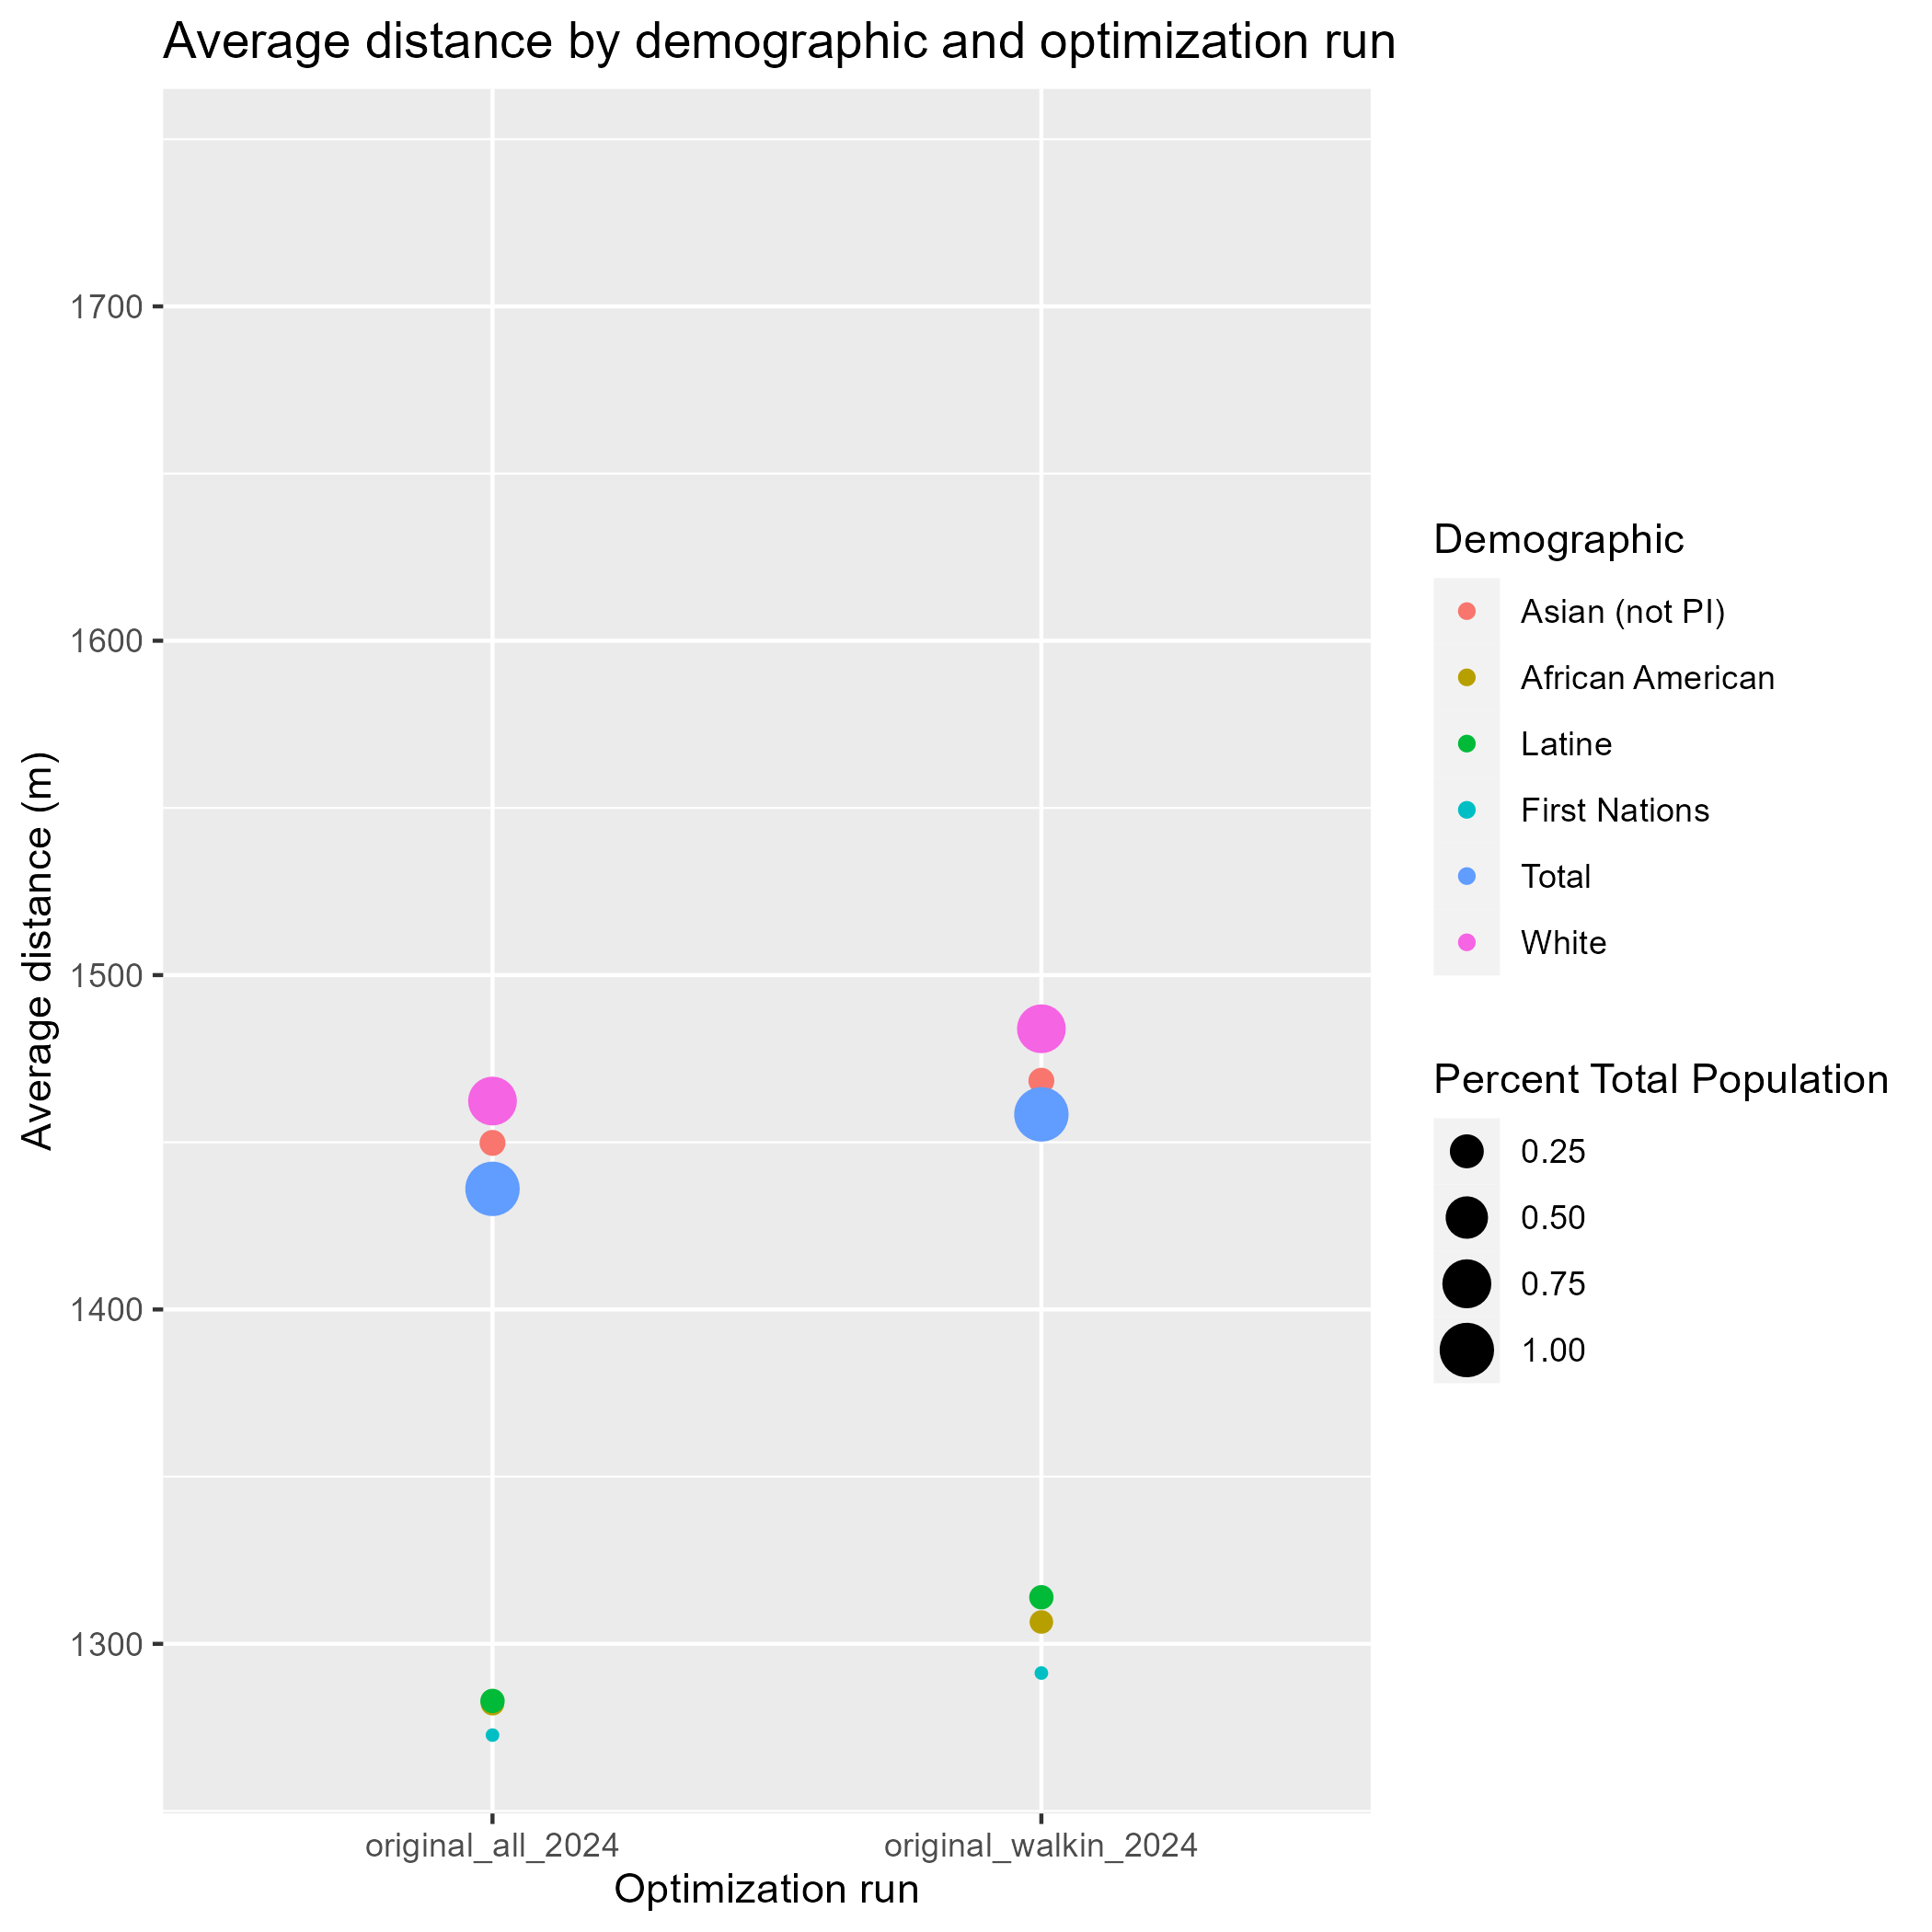 Average distance by demographic and optimization run
Average distance (m)
1700
1600
1500
1400
1300
original_all_2024
original_walkin_2024
Optimization run
Demographic
Asian (not PI)
African American
Latine
First Nations
Total
White
Percent Total Population
0.25
0.50
0.75
1.00